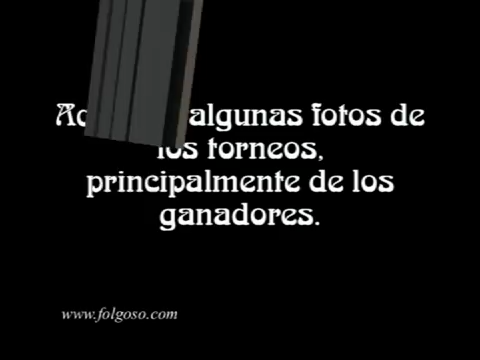 algunas fotos de
los torneos,
principalmente de los
ganadores.
www.folgoso.com